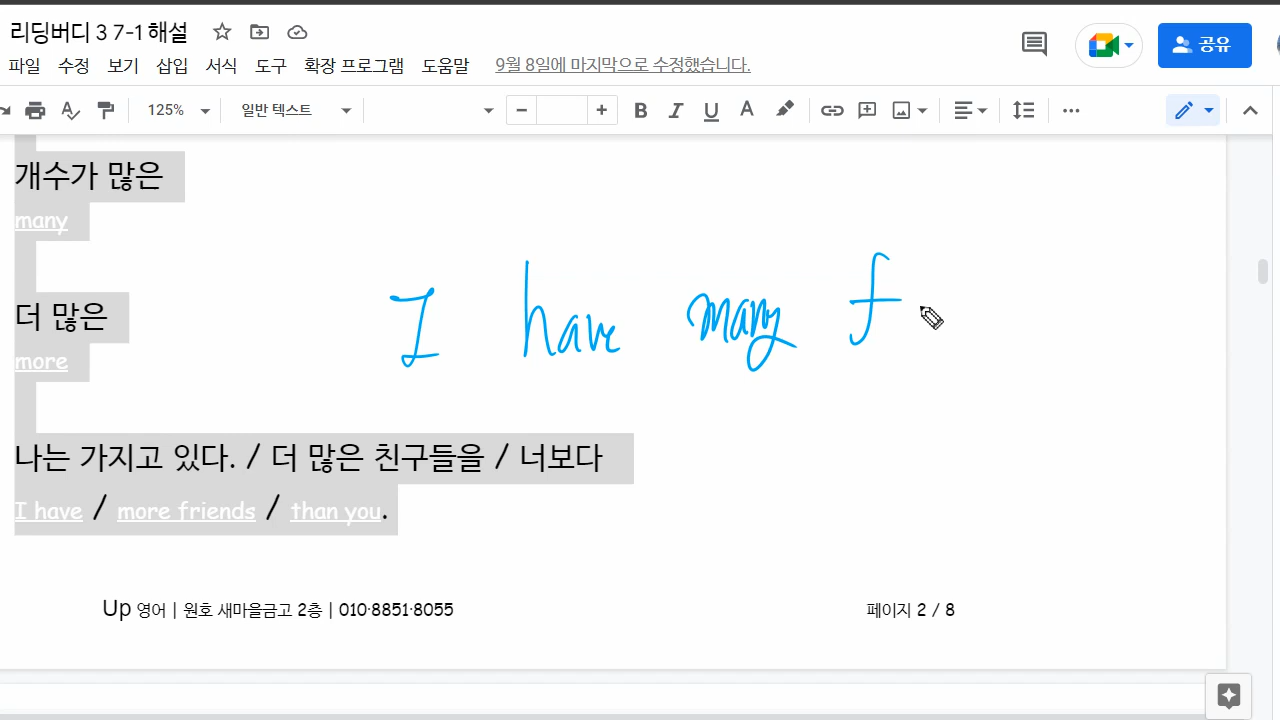 리딩버디 3 7-1 해설
파일 수정 보기 삽입 서식 도구 확장 프로그램 도움말 9월 8일에 마지막으로 수정했습니다.
공유
125% 일반 텍스트 − + B I U A
개수가 많은
many
더 많은
more
I have many f
나는 가지고 있다. / 더 많은 친구들을 / 너보다
I have / more friends / than you.
Up 영어 | 원호 새마을금고 2층 | 010·8851·8055 페이지 2 / 8